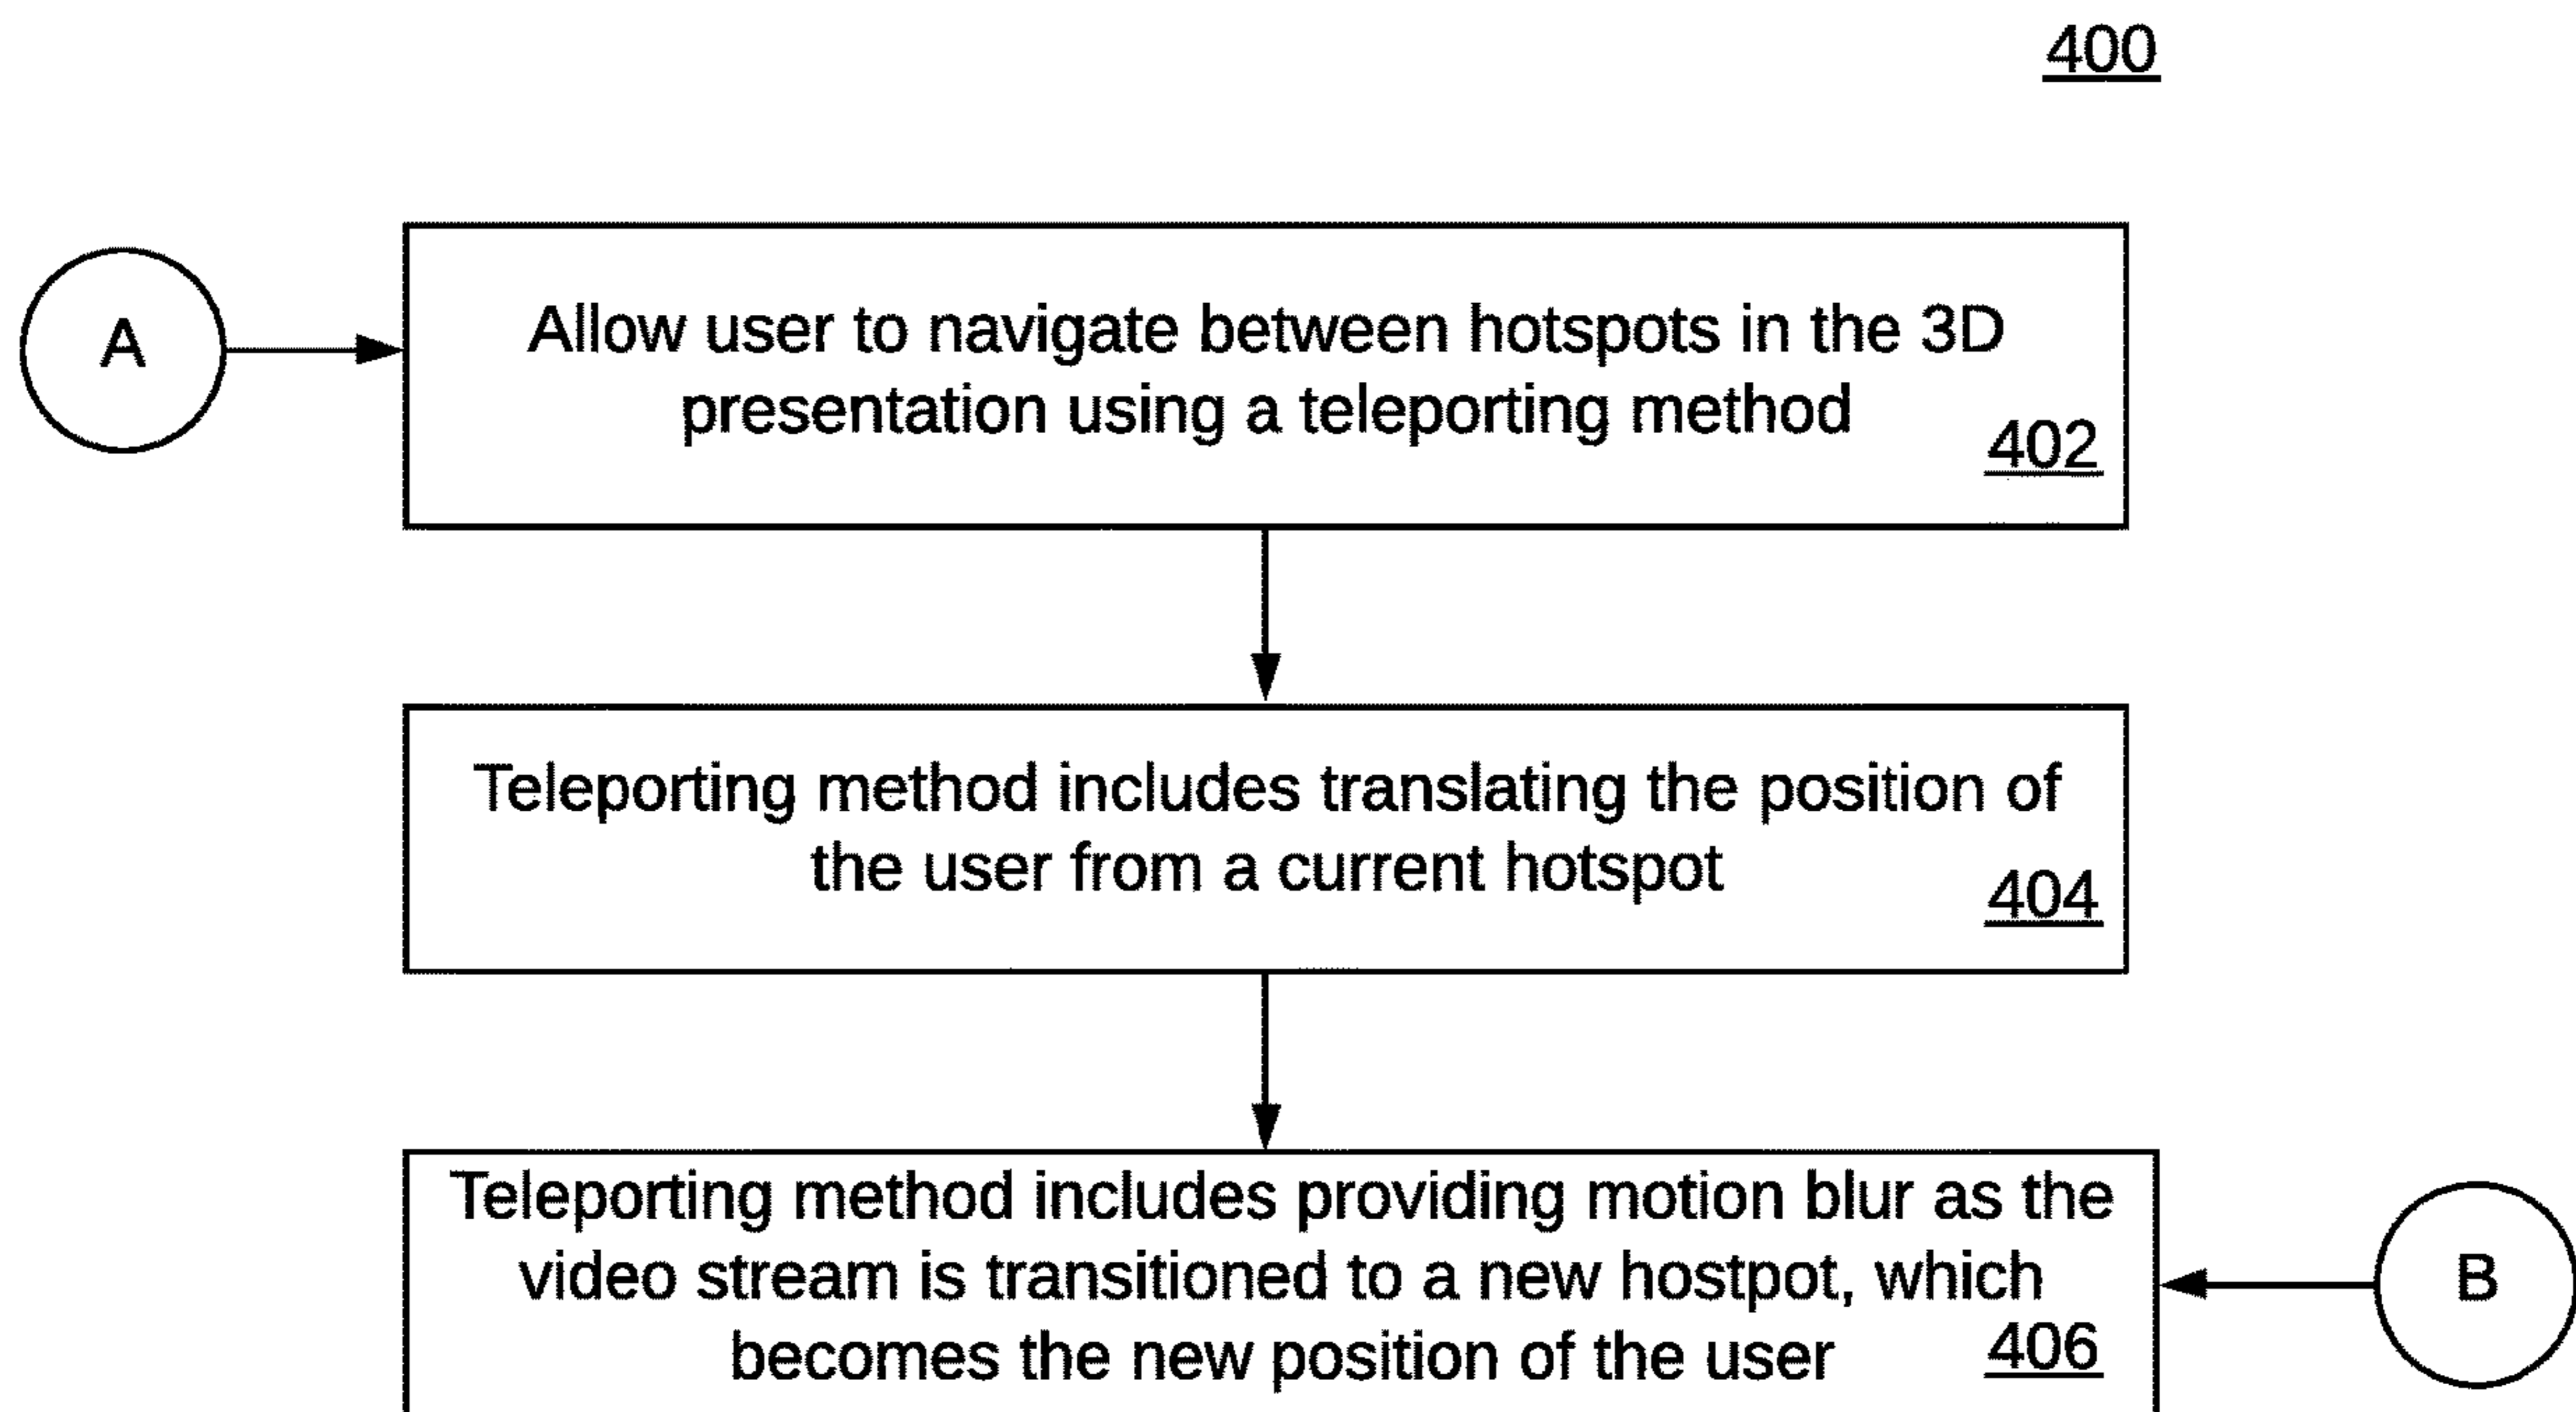 400
A
Allow user to navigate between hotspots in the 3D
presentation using a teleporting method
402
Teleporting method includes translating the position of
the user from a current hotspot
404
Teleporting method includes providing motion blur as the
video stream is transitioned to a new hostpot, which
becomes the new position of the user
406
B